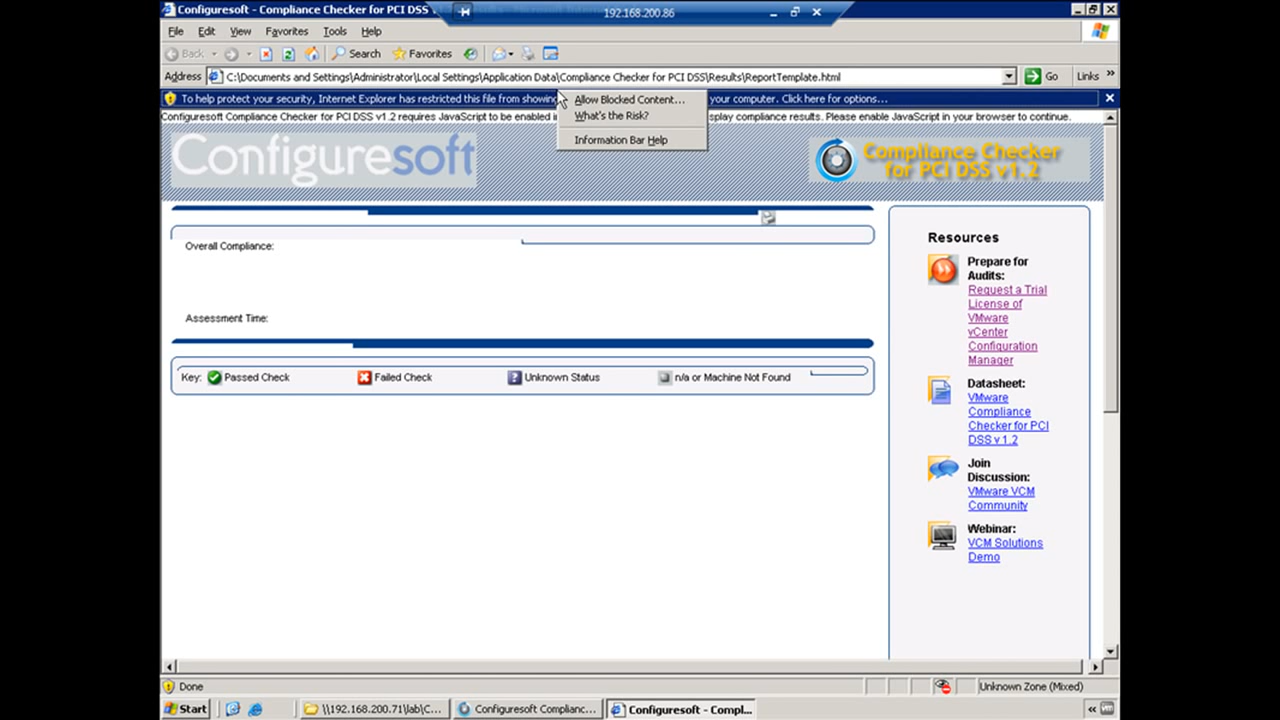 Configuresoft - Compliance Checker for PCI DSS v
192.168.200.86
File Edit View Favorites Tools Help
Back Search Favorites
Address C:\Documents and Settings\Administrator\Local Settings\Application Data\Compliance Checker for PCI DSS\Results\ReportTemplate.html Go Links »
To help protect your security, Internet Explorer has restricted this file from showing your computer. Click here for options...
Allow Blocked Content...
What's the Risk?
Information Bar Help
Configuresoft Compliance Checker for PCI DSS v1.2 requires JavaScript to be enabled in splay compliance results. Please enable JavaScript in your browser to continue.
Configuresoft
Compliance Checker
for PCI DSS v1.2
Overall Compliance:
Assessment Time:
Key: Passed Check Failed Check Unknown Status n/a or Machine Not Found
Resources
Prepare for
Audits:
Request a Trial
License of
VMware
vCenter
Configuration
Manager
Datasheet:
VMware
Compliance
Checker for PCI
DSS v1.2
Join
Discussion:
VMware VCM
Community
Webinar:
VCM Solutions
Demo
Done Unknown Zone (Mixed)
Start \\192.168.200.71\lab\C... Configuresoft Complianc... Configuresoft - Compl... «